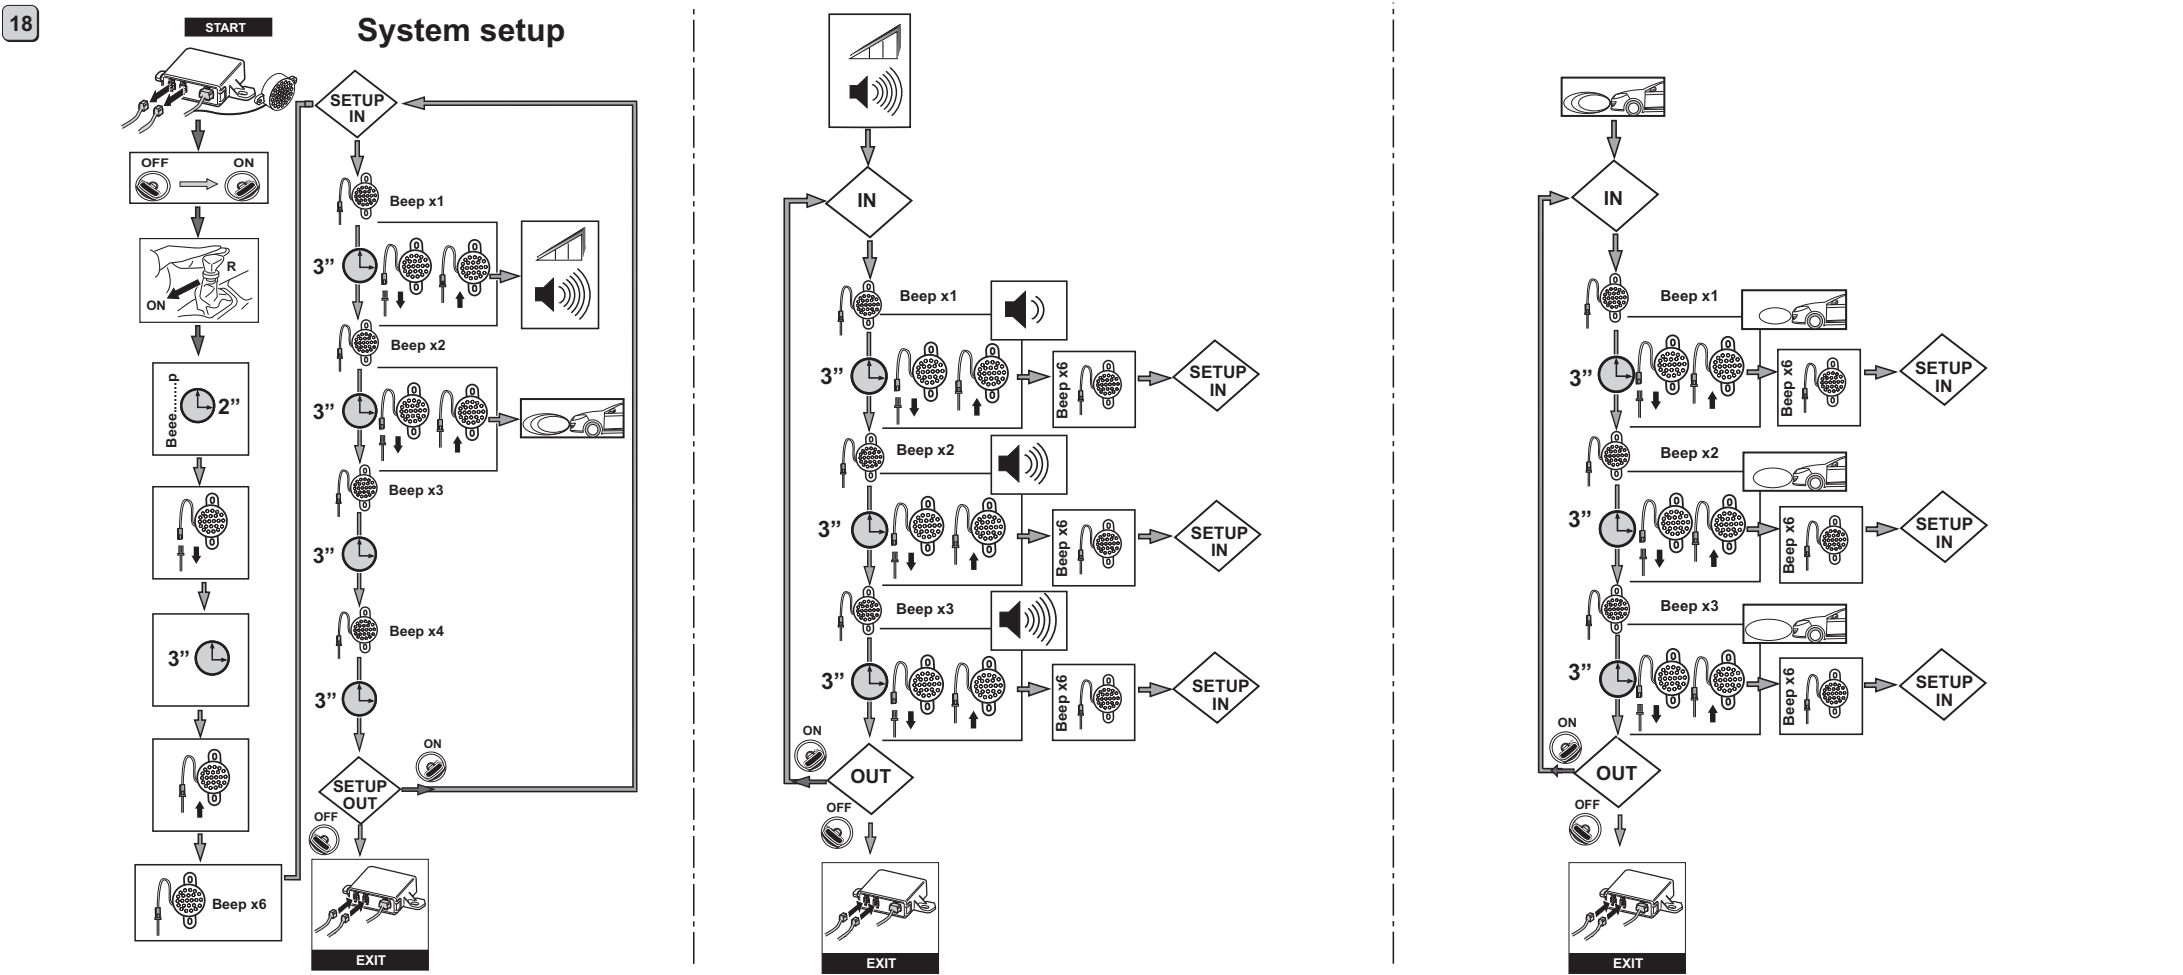 18
START
System setup
OFF
ON
R
ON
Beeee........p
2”
3”
Beep x6
SETUP
IN
Beep x1
3”
Beep x2
3”
Beep x3
3”
Beep x4
3”
SETUP
OUT
ON
OFF
EXIT
IN
Beep x1
3”
Beep x6
SETUP
IN
Beep x2
3”
Beep x6
SETUP
IN
Beep x3
3”
Beep x6
SETUP
IN
ON
OUT
OFF
EXIT
IN
Beep x1
3”
Beep x6
SETUP
IN
Beep x2
3”
Beep x6
SETUP
IN
Beep x3
3”
Beep x6
SETUP
IN
ON
OUT
OFF
EXIT